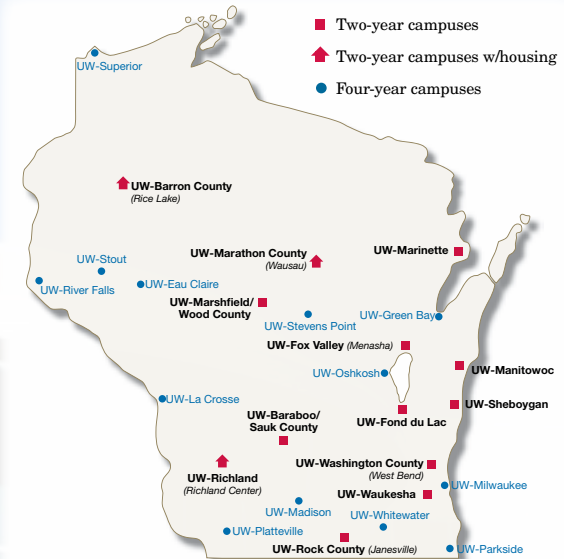 Two-year campuses
Two-year campuses w/housing
Four-year campuses
UW-Superior
UW-Barron County
(Rice Lake)
UW-Marathon County
(Wausau)
UW-Marinette
UW-Stout
UW-River Falls
UW-Eau Claire
UW-Marshfield/
Wood County
UW-Stevens Point
UW-Green Bay
UW-Fox Valley (Menasha)
UW-Oshkosh
UW-Manitowoc
UW-La Crosse
UW-Sheboygan
UW-Baraboo/
Sauk County
UW-Fond du Lac
UW-Richland
(Richland Center)
UW-Washington County
(West Bend)
UW-Waukesha
UW-Milwaukee
UW-Madison
UW-Whitewater
UW-Platteville
UW-Rock County (Janesville)
UW-Parkside